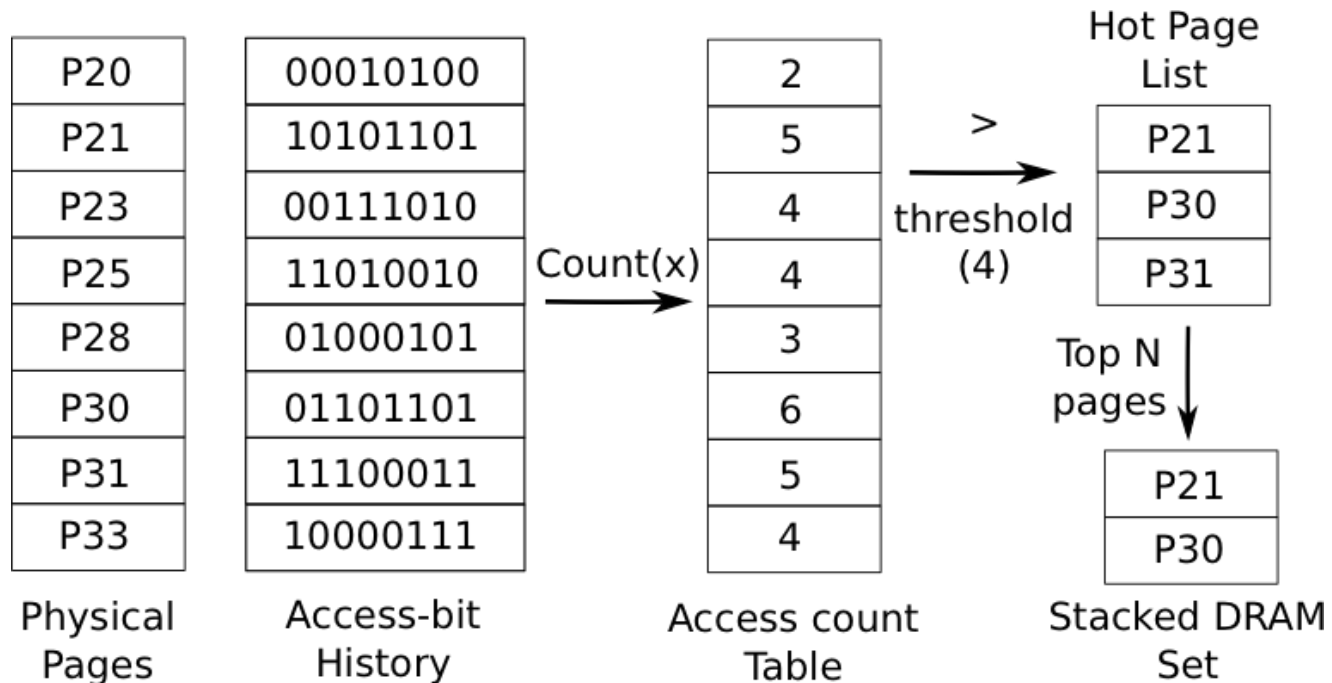 P20
P21
P23
P25
P28
P30
P31
P33
Physical
Pages
00010100
10101101
00111010
11010010
01000101
01101101
11100011
10000111
Access-bit
History
Count(x)
2
5
4
4
3
6
5
4
Access count
Table
>
threshold
(4)
Hot Page
List
P21
P30
P31
Top N
pages
P21
P30
Stacked DRAM
Set